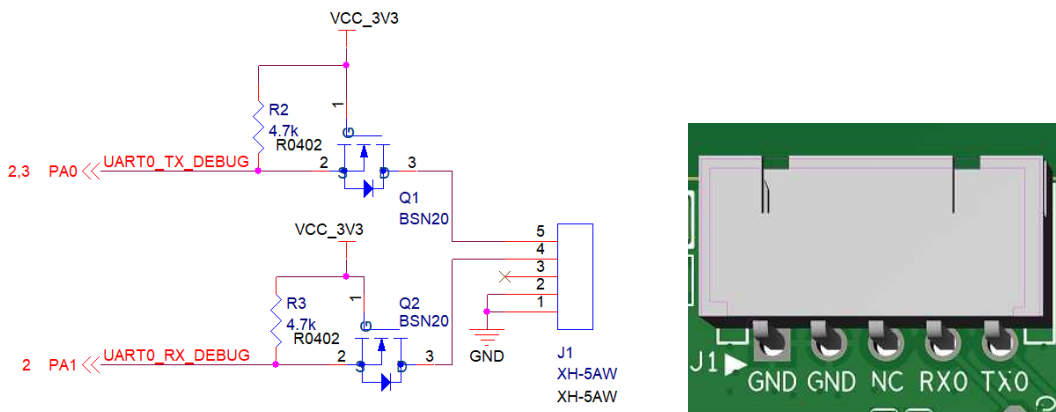 VCC_3V3
1
R2
4.7k
R0402
G
2,3 PA0 UART0_TX_DEBUG
2
S
D
3
Q1
BSN20
VCC_3V3
1
R3
4.7k
R0402
G
Q2
BSN20
2 PA1 UART0_RX_DEBUG
2
S
D
3
5
4
3
2
1
GND
J1
XH-5AW
XH-5AW
J1
GND GND NC RX0 TX0